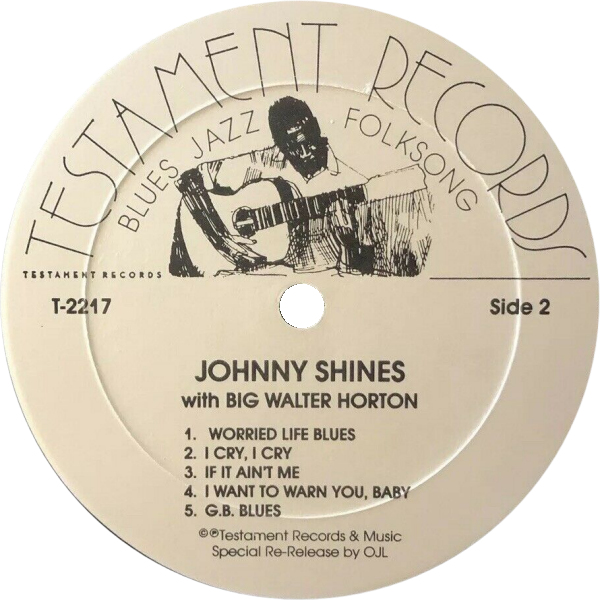 TESTAMENT RECORDS
BLUES JAZZ FOLKSONG
TESTAMENT RECORDS
T-2217
Side 2
JOHNNY SHINES
with BIG WALTER HORTON
1. WORRIED LIFE BLUES
2. I CRY, I CRY
3. IF IT AIN'T ME
4. I WANT TO WARN YOU, BABY
5. G.B. BLUES
©℗Testament Records & Music
Special Re-Release by OJL